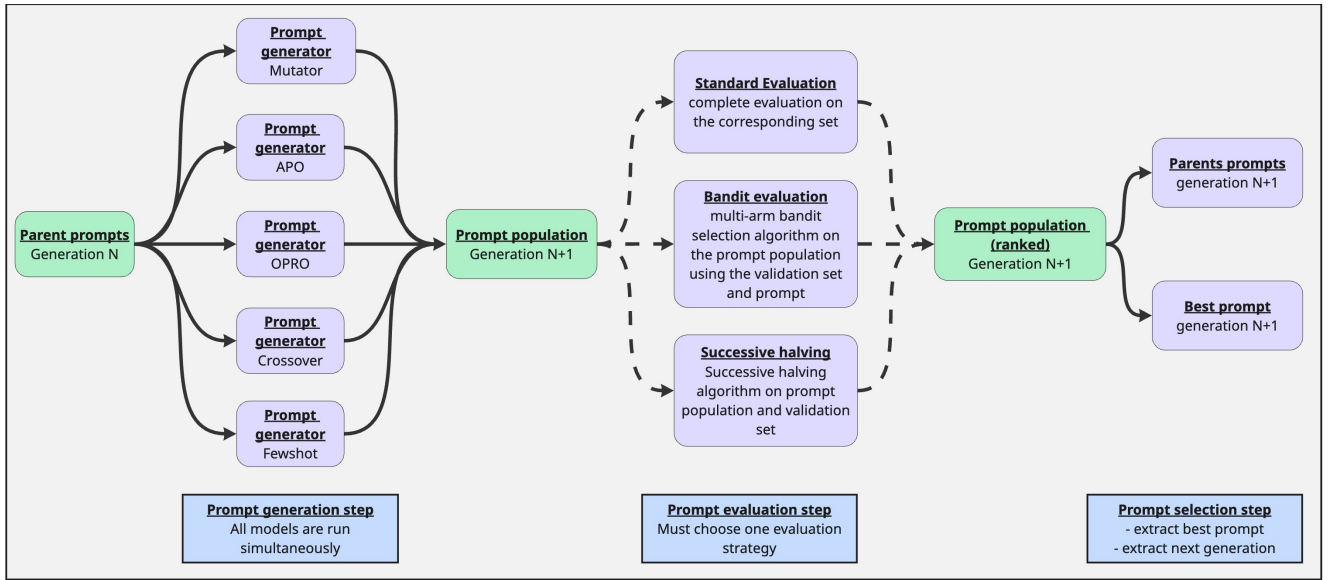 Parent prompts
Generation N
Prompt
generator
Mutator
Prompt
generator
APO
Prompt
generator
OPRO
Prompt
generator
Crossover
Prompt
generator
Fewshot
Prompt population
Generation N+1
Standard Evaluation
complete evaluation on
the corresponding set
Bandit evaluation
multi-arm bandit
selection algorithm on
the prompt population
using the validation set
and prompt
Successive halving
Successive halving
algorithm on prompt
population and validation
set
Prompt population
(ranked)
Generation N+1
Parents prompts
generation N+1
Best prompt
generation N+1
Prompt generation step
All models are run
simultaneously
Prompt evaluation step
Must choose one evaluation
strategy
Prompt selection step
- extract best prompt
- extract next generation